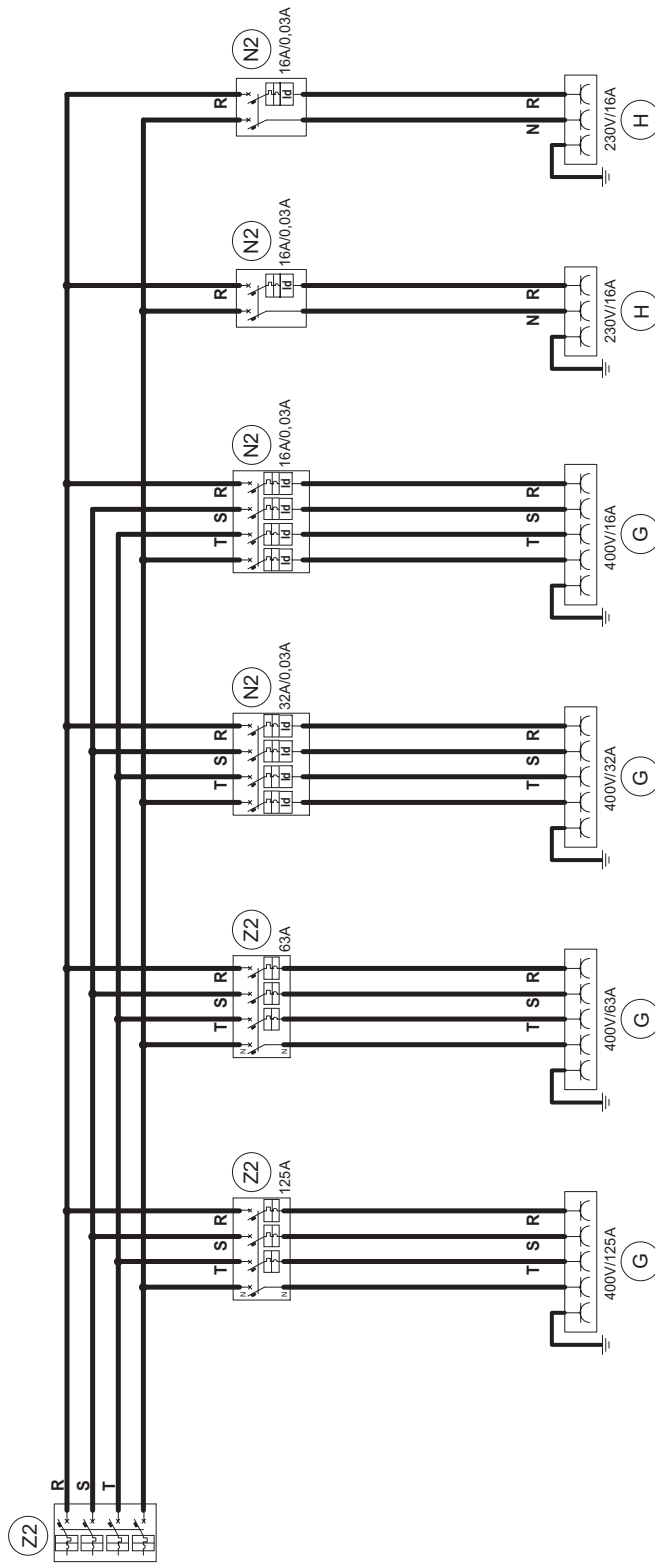 Z2
R
S
T
Z2
125A
T S R
N
N
T S R
400V/125A
G
Z2
63A
T S R
N
N
T S R
400V/63A
G
N2
32A/0,03A
T S R
Id Id Id Id
T S R
400V/32A
G
N2
16A/0,03A
T S R
Id Id Id Id
T S R
400V/16A
G
N2
16A/0,03A
R
Id
N R
230V/16A
H
N2
16A/0,03A
R
Id
N R
230V/16A
H